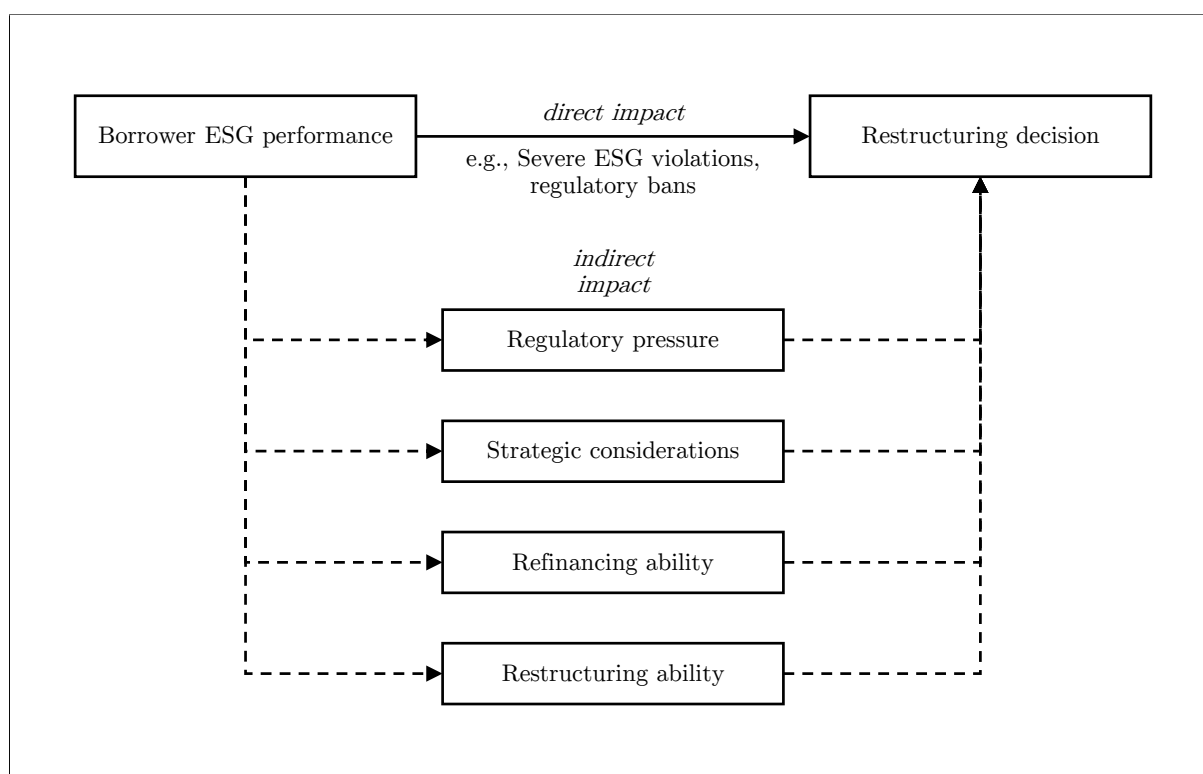 Borrower ESG performance
direct impact
Restructuring decision
e.g., Severe ESG violations,
regulatory bans
indirect
impact
Regulatory pressure
Strategic considerations
Refinancing ability
Restructuring ability